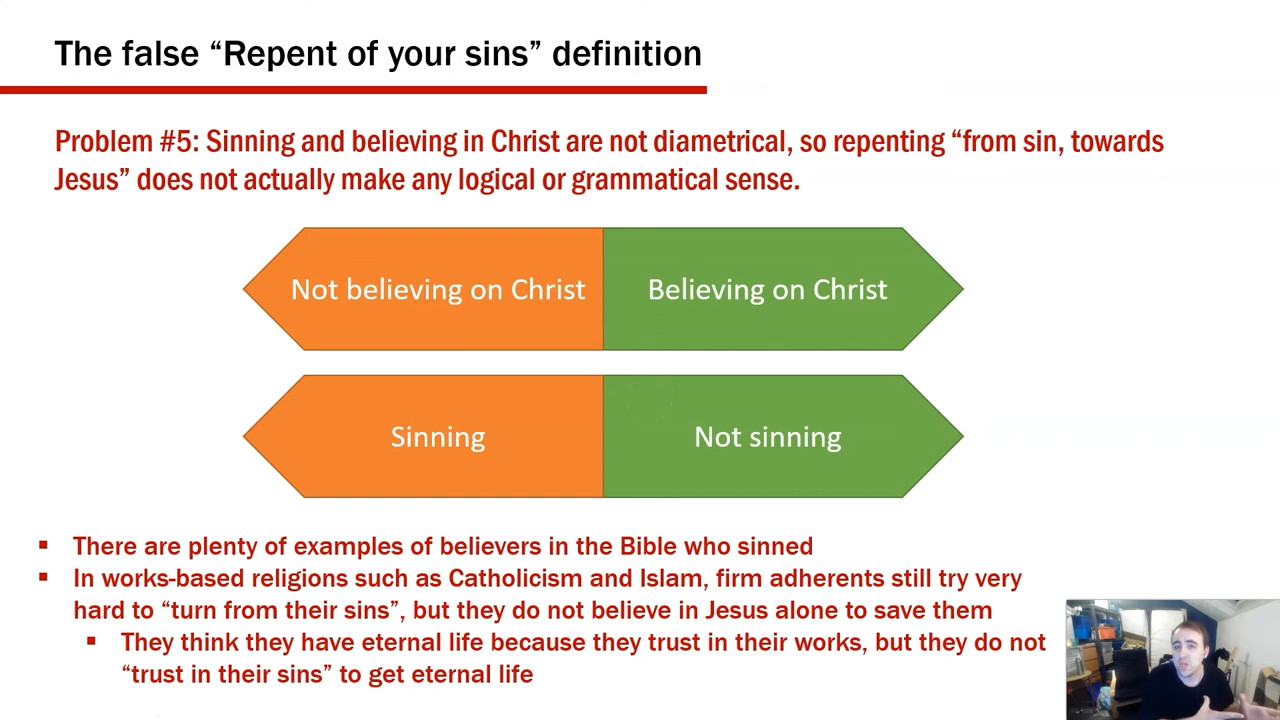 The false “Repent of your sins” definition
Problem #5: Sinning and believing in Christ are not diametrical, so repenting “from sin, towards
Jesus” does not actually make any logical or grammatical sense.
Not believing on Christ
Believing on Christ
Sinning
Not sinning
▪ There are plenty of examples of believers in the Bible who sinned
▪ In works-based religions such as Catholicism and Islam, firm adherents still try very
hard to “turn from their sins”, but they do not believe in Jesus alone to save them
▪ They think they have eternal life because they trust in their works, but they do not
“trust in their sins” to get eternal life